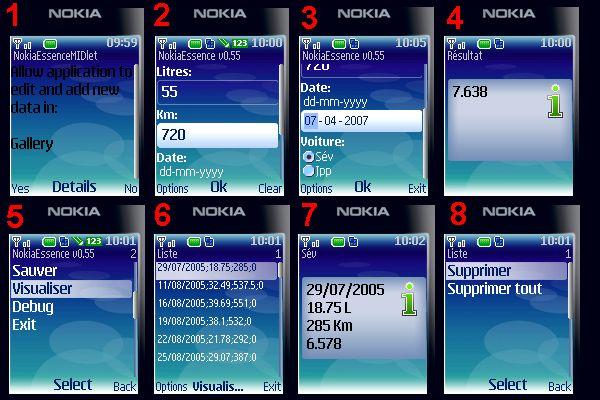 1
NOKIA
09:59
NokiaEssenceMIDlet
Allow application to
edit and add new
data in:
Gallery
Yes
Details
No
2
NOKIA
123
10:00
NokiaEssence v0.55
Litres:
55
Km:
720
Date:
dd-mm-yyyy
Options
Ok
Clear
3
NOKIA
10:05
NokiaEssence v0.55
720
Date:
dd-mm-yyyy
07-04-2007
Voiture:
Sév
Jpp
Options
Ok
Exit
4
NOKIA
10:00
Résultat
7.638
5
NOKIA
123
10:01
NokiaEssence v0.55
2
Sauver
Visualiser
Debug
Exit
Select
Back
6
NOKIA
10:01
Liste
1
29/07/2005;18.75;285;0
11/08/2005;32.49;537.5;0
16/08/2005;39.69;551;0
19/08/2005;38.1;532;0
22/08/2005;21.78;292;0
25/08/2005;29.07;387;0
Options
Visualis...
Exit
7
NOKIA
10:02
Sév
29/07/2005
18.75 L
285 Km
6.578
8
NOKIA
10:01
Liste
1
Supprimer
Supprimer tout
Select
Back